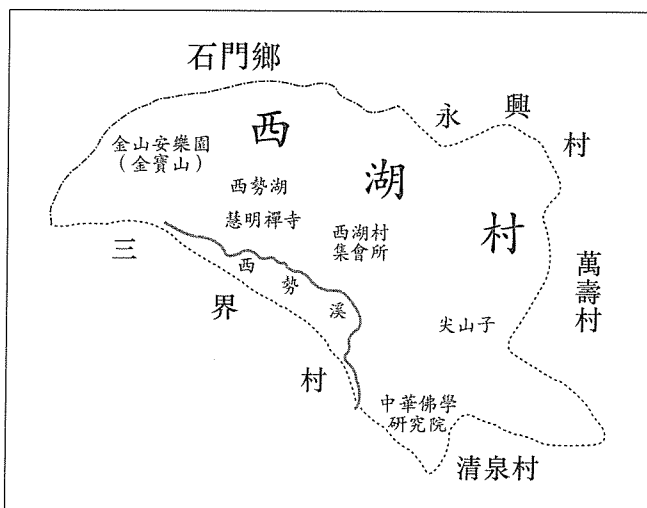 石門鄉
永興村
西湖村
金山安樂園
(金寶山)
西勢湖
慧明禪寺
西湖村
集會所
三界村
西勢溪
萬壽村
尖山子
中華佛學
研究院
清泉村